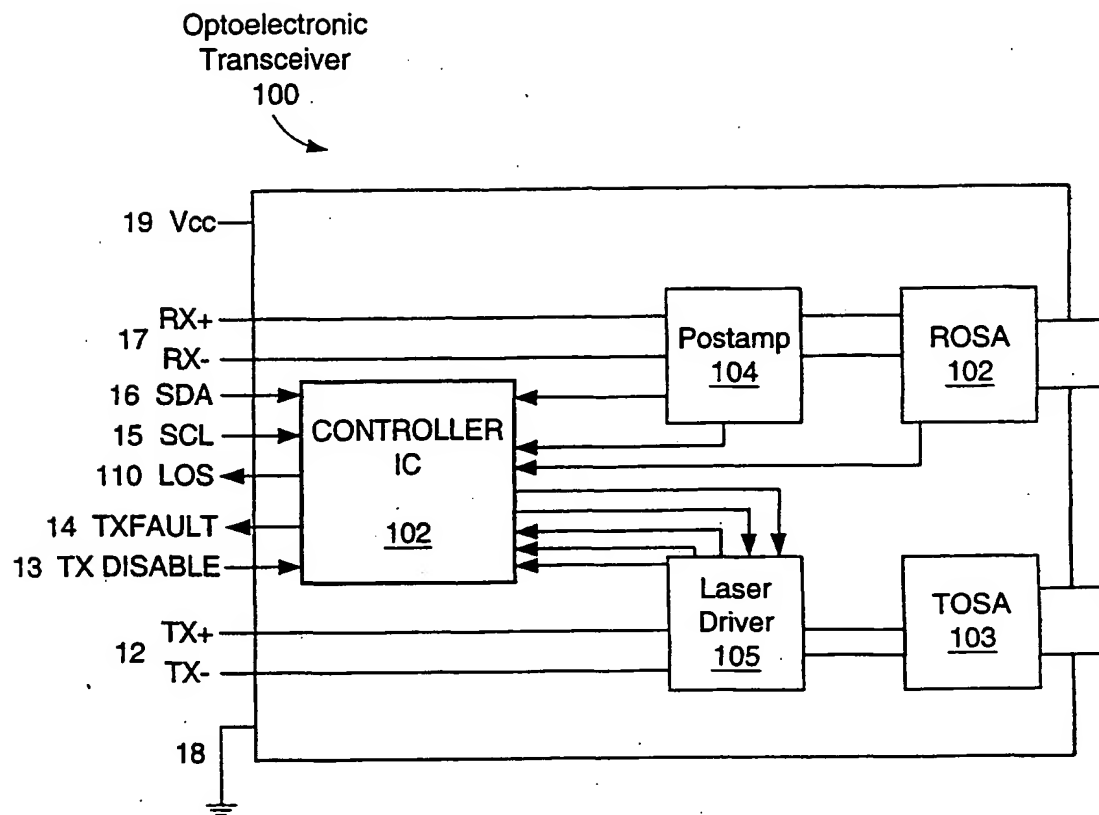 Optoelectronic
Transceiver
100
19 Vcc
17
RX+
RX-
16 SDA
15 SCL
110 LOS
14 TXFAULT
13 TX DISABLE
12
TX+
TX-
18
CONTROLLER
IC
102
Postamp
104
ROSA
102
Laser
Driver
105
TOSA
103